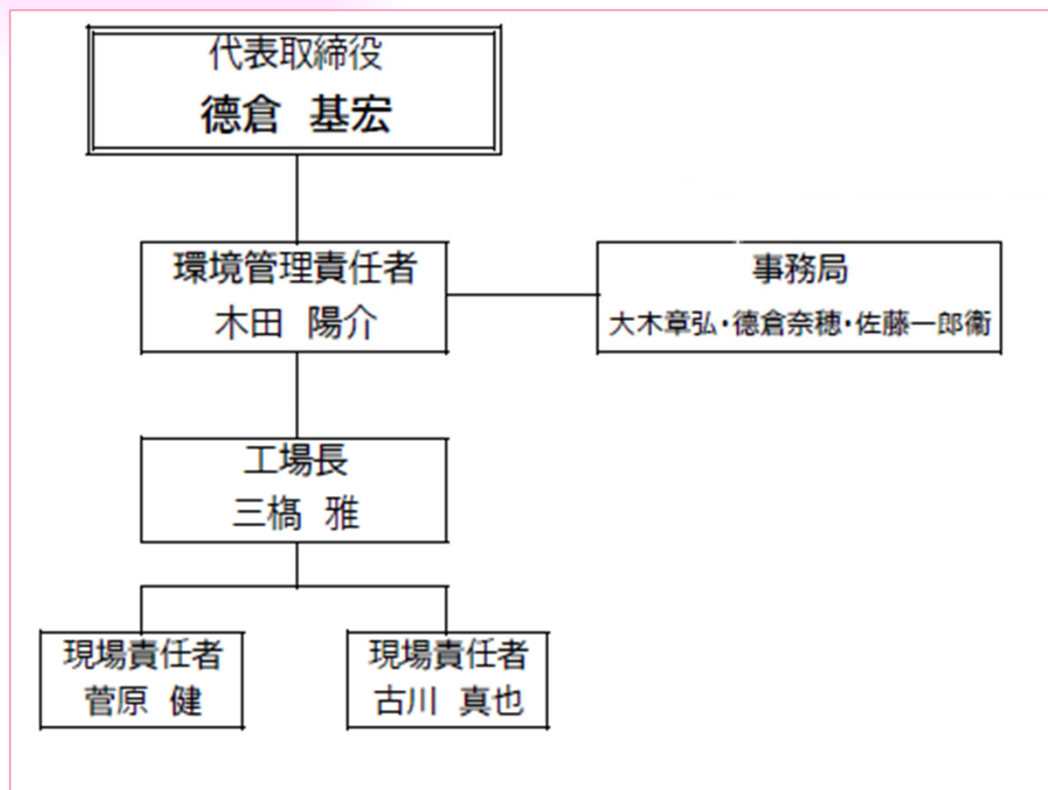 代表取締役
德倉 基宏
環境管理責任者
木田 陽介
事務局
大木章弘・德倉奈穂・佐藤一郎衞
工場長
三槗 雅
現場責任者
菅原 健
現場責任者
古川 真也